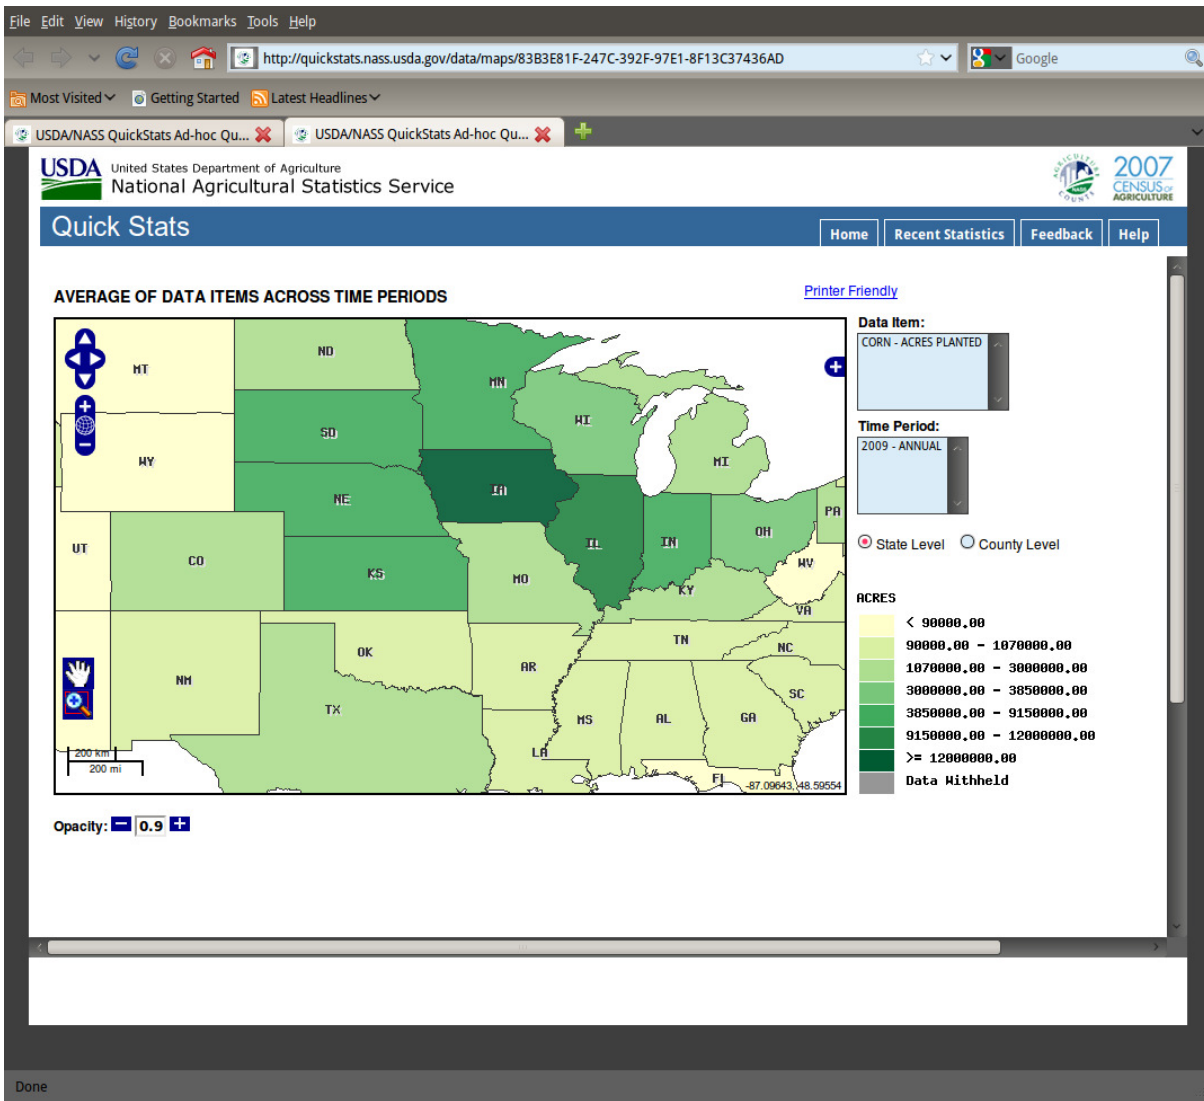 File Edit View History Bookmarks Tools Help
http://quickstats.nass.usda.gov/data/maps/83B3E81F-247C-392F-97E1-8F13C37436AD
Google
Most Visited Getting Started Latest Headlines
USDA/NASS QuickStats Ad-hoc Qu... USDA/NASS QuickStats Ad-hoc Qu...
USDA United States Department of Agriculture
National Agricultural Statistics Service
AGRICULTURE NASS COUNTS
2007
CENSUS OF
AGRICULTURE
Quick Stats
Home Recent Statistics Feedback Help
AVERAGE OF DATA ITEMS ACROSS TIME PERIODS
Printer Friendly
Data Item:
CORN - ACRES PLANTED
Time Period:
2009 - ANNUAL
State Level County Level
ACRES
< 90000.00
90000.00 - 1070000.00
1070000.00 - 3000000.00
3000000.00 - 3850000.00
3850000.00 - 9150000.00
9150000.00 - 12000000.00
>= 12000000.00
Data Withheld
MT
ND
MN
WI
SD
WY
MI
IA
NE
PA
OH
IL
IN
UT
CO
WV
KS
MO
KY
VA
TN
NC
OK
AR
NM
SC
TX
MS
AL
GA
LA
FL
200 km
200 mi
-87.09643, 48.59554
Opacity: 0.9
Done